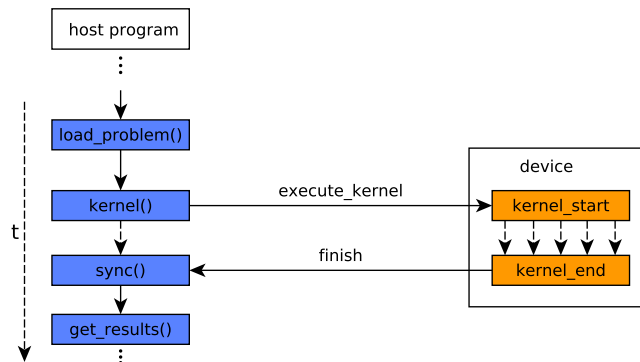 host program
load_problem()
device
kernel()
execute_kernel
kernel_start
t
finish
sync()
kernel_end
get_results()